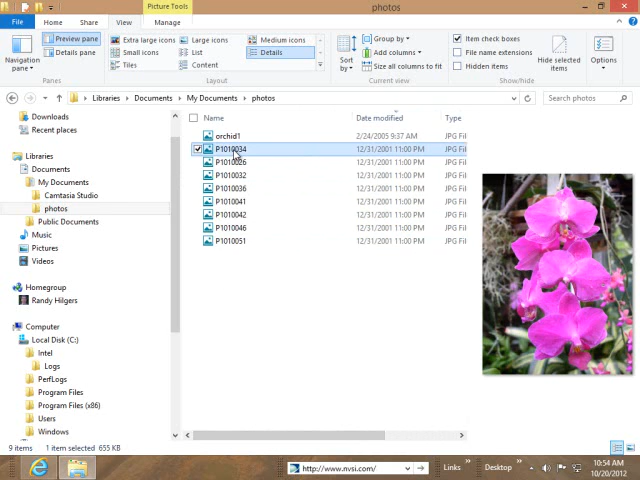 Picture Tools
photos
File Home Share View Manage
Preview pane
Details pane
Navigation pane
Panes
Extra large icons Large icons Medium icons
Small icons List Details
Tiles Content
Layout
Sort by
Group by
Add columns
Size all columns to fit
Current view
Item check boxes
File name extensions
Hidden items
Hide selected items
Show/hide
Options
Libraries Documents My Documents photos
Search photos
Downloads
Recent places
Libraries
Documents
My Documents
Camtasia Studio
photos
Public Documents
Music
Pictures
Videos
Homegroup
Randy Hilgers
Computer
Local Disk (C:)
Intel
Logs
PerfLogs
Program Files
Program Files (x86)
Users
Windows
Name Date modified Type
orchid1 2/24/2005 9:37 AM JPG Fil
P1010034 12/31/2001 11:00 PM JPG Fil
P1010026 12/31/2001 11:00 PM JPG Fil
P1010032 12/31/2001 11:00 PM JPG Fil
P1010036 12/31/2001 11:00 PM JPG Fil
P1010041 12/31/2001 11:00 PM JPG Fil
P1010042 12/31/2001 11:00 PM JPG Fil
P1010046 12/31/2001 11:00 PM JPG Fil
P1010051 12/31/2001 11:00 PM JPG Fil
9 items 1 item selected 655 KB
http://www.nvsi.com/
Links »
Desktop »
10:54 AM
10/20/2012